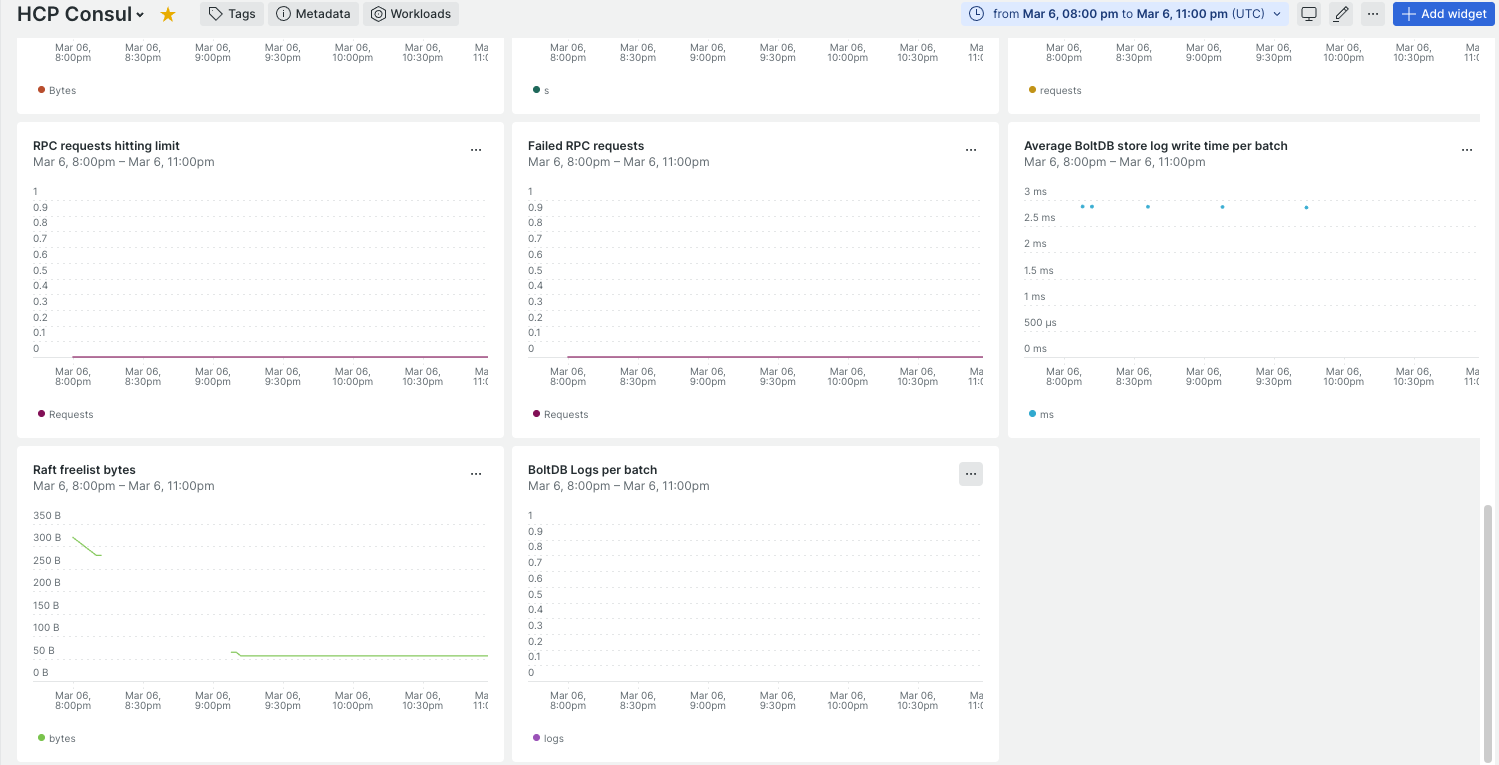 HCP Consul
Tags
Metadata
Workloads
from Mar 6, 08:00 pm to Mar 6, 11:00 pm (UTC)
Add widget
Mar 06, Mar 06, Mar 06, Mar 06, Mar 06, Mar 06, Ma
8:00pm 8:30pm 9:00pm 9:30pm 10:00pm 10:30pm 11:0
Bytes
Mar 06, Mar 06, Mar 06, Mar 06, Mar 06, Mar 06, Ma
8:00pm 8:30pm 9:00pm 9:30pm 10:00pm 10:30pm 11:0
s
Mar 06, Mar 06, Mar 06, Mar 06, Mar 06, Mar 06, Ma
8:00pm 8:30pm 9:00pm 9:30pm 10:00pm 10:30pm 11:0
requests
RPC requests hitting limit
Mar 6, 8:00pm – Mar 6, 11:00pm
1
0.9
0.8
0.7
0.6
0.5
0.4
0.3
0.2
0.1
0
Mar 06, Mar 06, Mar 06, Mar 06, Mar 06, Mar 06, Ma
8:00pm 8:30pm 9:00pm 9:30pm 10:00pm 10:30pm 11:0
Requests
Failed RPC requests
Mar 6, 8:00pm – Mar 6, 11:00pm
1
0.9
0.8
0.7
0.6
0.5
0.4
0.3
0.2
0.1
0
Mar 06, Mar 06, Mar 06, Mar 06, Mar 06, Mar 06, Ma
8:00pm 8:30pm 9:00pm 9:30pm 10:00pm 10:30pm 11:0
Requests
Average BoltDB store log write time per batch
Mar 6, 8:00pm – Mar 6, 11:00pm
3 ms
2.5 ms
2 ms
1.5 ms
1 ms
500 µs
0 ms
Mar 06, Mar 06, Mar 06, Mar 06, Mar 06, Mar 06, Ma
8:00pm 8:30pm 9:00pm 9:30pm 10:00pm 10:30pm 11:0
ms
Raft freelist bytes
Mar 6, 8:00pm – Mar 6, 11:00pm
350 B
300 B
250 B
200 B
150 B
100 B
50 B
0 B
Mar 06, Mar 06, Mar 06, Mar 06, Mar 06, Mar 06, Ma
8:00pm 8:30pm 9:00pm 9:30pm 10:00pm 10:30pm 11:0
bytes
BoltDB Logs per batch
Mar 6, 8:00pm – Mar 6, 11:00pm
1
0.9
0.8
0.7
0.6
0.5
0.4
0.3
0.2
0.1
0
Mar 06, Mar 06, Mar 06, Mar 06, Mar 06, Mar 06, Ma
8:00pm 8:30pm 9:00pm 9:30pm 10:00pm 10:30pm 11:0
logs